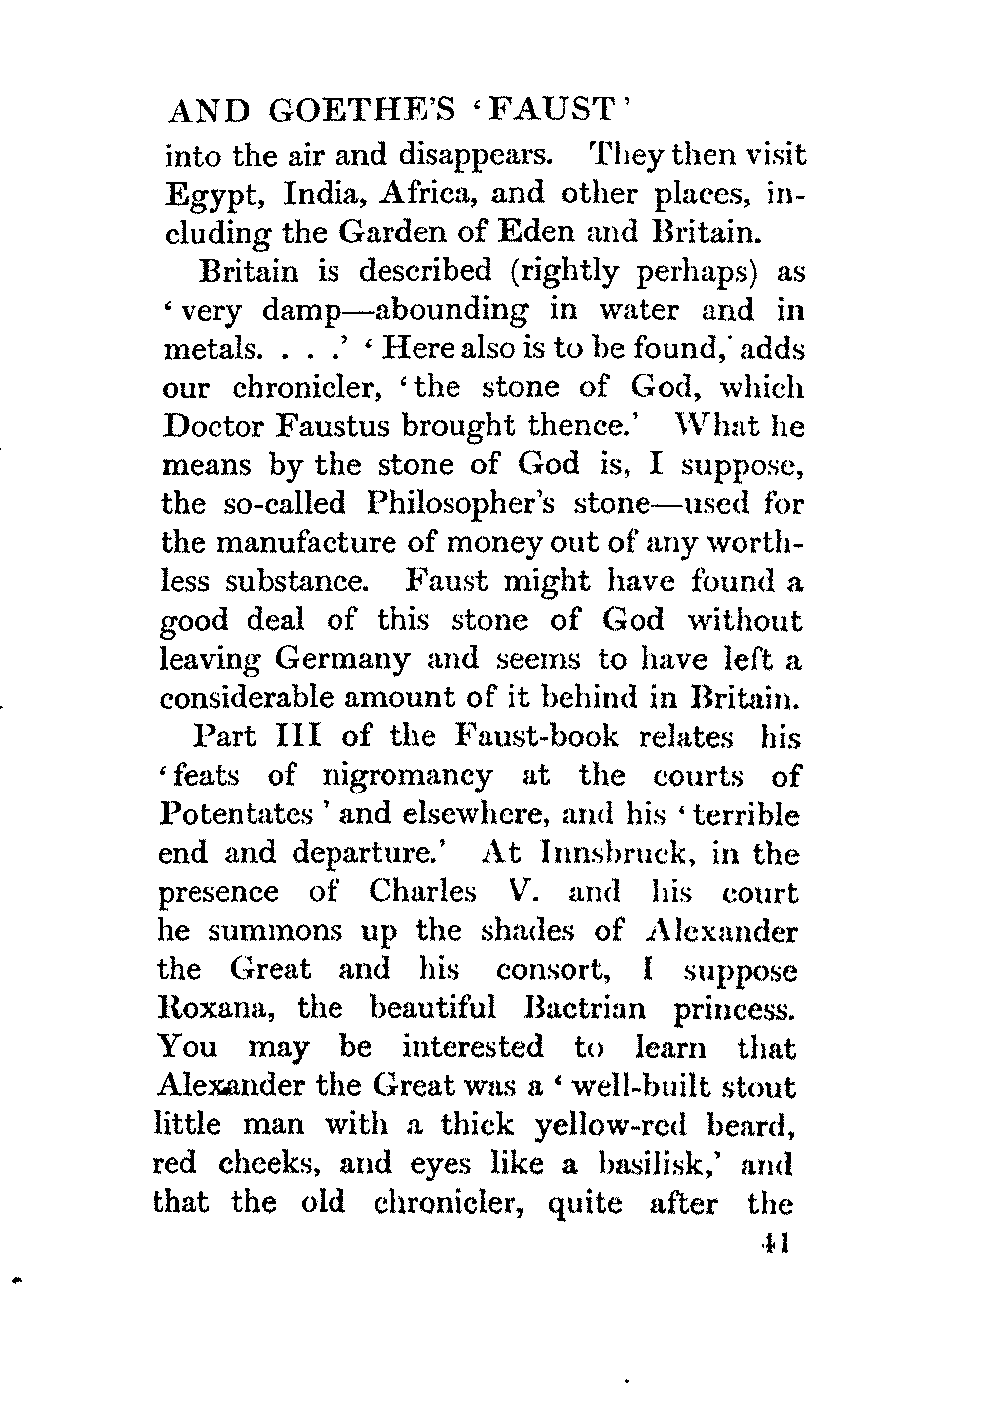 AND GOETHE'S ‘FAUST’
into the air and disappears. They then visit
Egypt, India, Africa, and other places, in-
cluding the Garden of Eden and Britain.
Britain is described (rightly perhaps) as
‘very damp—abounding in water and in
metals. . . .’ ‘Here also is to be found,’ adds
our chronicler, ‘the stone of God, which
Doctor Faustus brought thence.’ What he
means by the stone of God is, I suppose,
the so-called Philosopher’s stone—used for
the manufacture of money out of any worth-
less substance. Faust might have found a
good deal of this stone of God without
leaving Germany and seems to have left a
considerable amount of it behind in Britain.
Part III of the Faust-book relates his
‘feats of nigromancy at the courts of
Potentates’ and elsewhere, and his ‘terrible
end and departure.’ At Innsbruck, in the
presence of Charles V. and his court
he summons up the shades of Alexander
the Great and his consort, I suppose
Roxana, the beautiful Bactrian princess.
You may be interested to learn that
Alexander the Great was a ‘well-built stout
little man with a thick yellow-red beard,
red cheeks, and eyes like a basilisk,’ and
that the old chronicler, quite after the
41